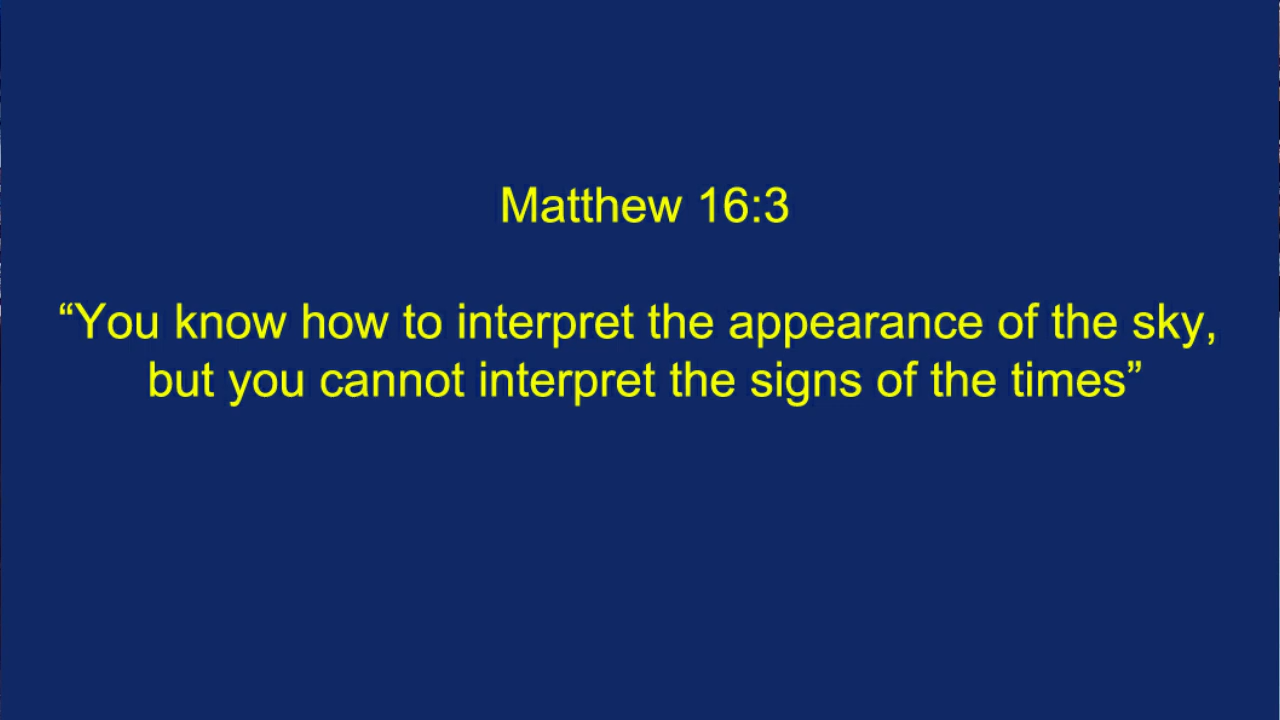 Matthew 16:3
“You know how to interpret the appearance of the sky,
but you cannot interpret the signs of the times”